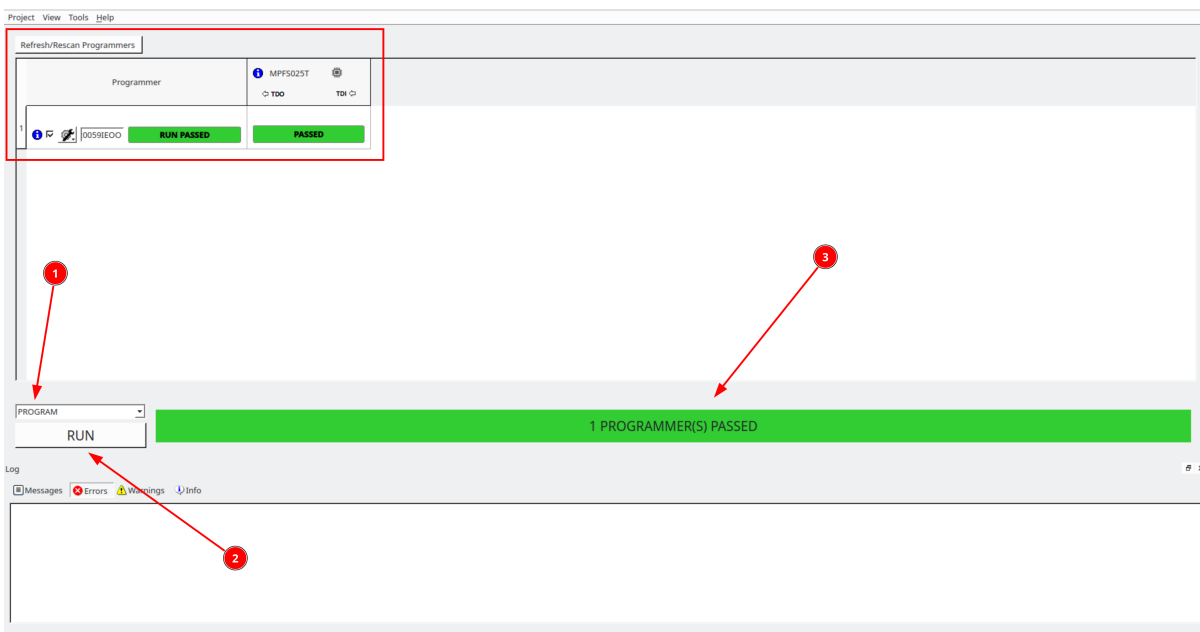 Project View Tools Help
Refresh/Rescan Programmers
Programmer
MPFS025T
TDO TDI
1
0059IEOO RUN PASSED PASSED
3
1
PROGRAM
RUN
1 PROGRAMMER(S) PASSED
Log
Messages Errors Warnings Info
2